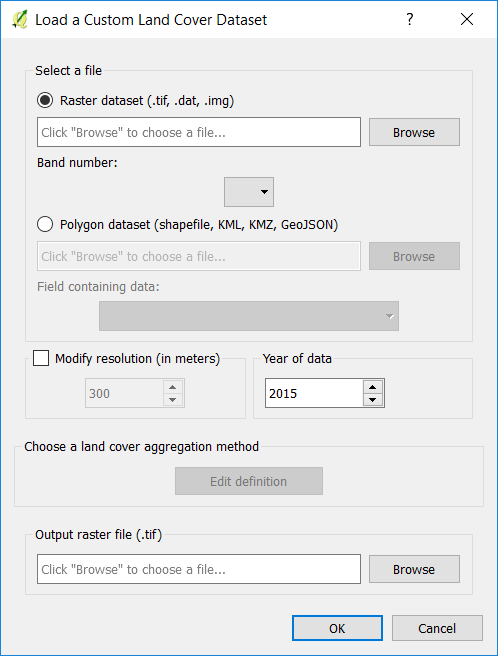 Load a Custom Land Cover Dataset
Select a file
Raster dataset (.tif, .dat, .img)
Click "Browse" to choose a file...
Browse
Band number:
Polygon dataset (shapefile, KML, KMZ, GeoJSON)
Click "Browse" to choose a file...
Browse
Field containing data:
Modify resolution (in meters)
300
Year of data
2015
Choose a land cover aggregation method
Edit definition
Output raster file (.tif)
Click "Browse" to choose a file...
Browse
OK
Cancel